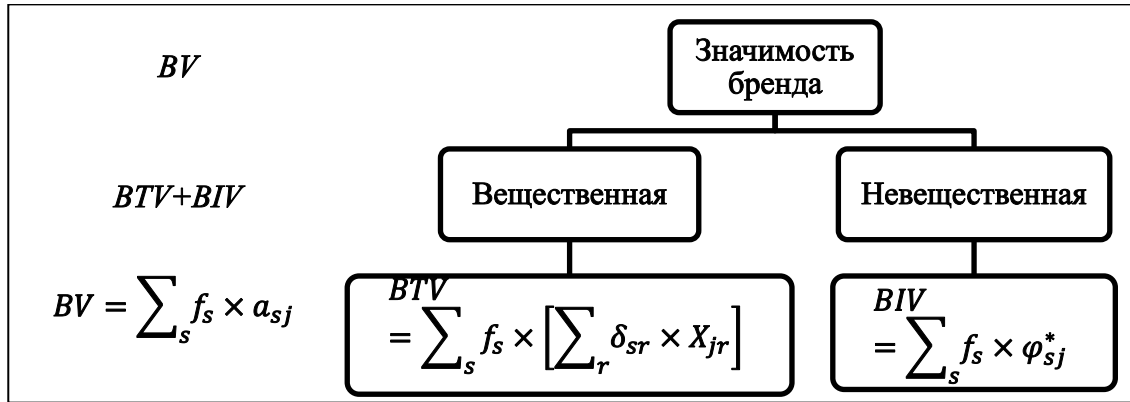 BV
Значимость
бренда
BTV+BIV
Вещественная
Невещественная
BV = ∑ₛ fₛ × aₛⱼ
BTV
= ∑ₛ fₛ × [∑ᵣ δₛᵣ × Xⱼᵣ]
BIV
= ∑ₛ fₛ × φ*ₛⱼ